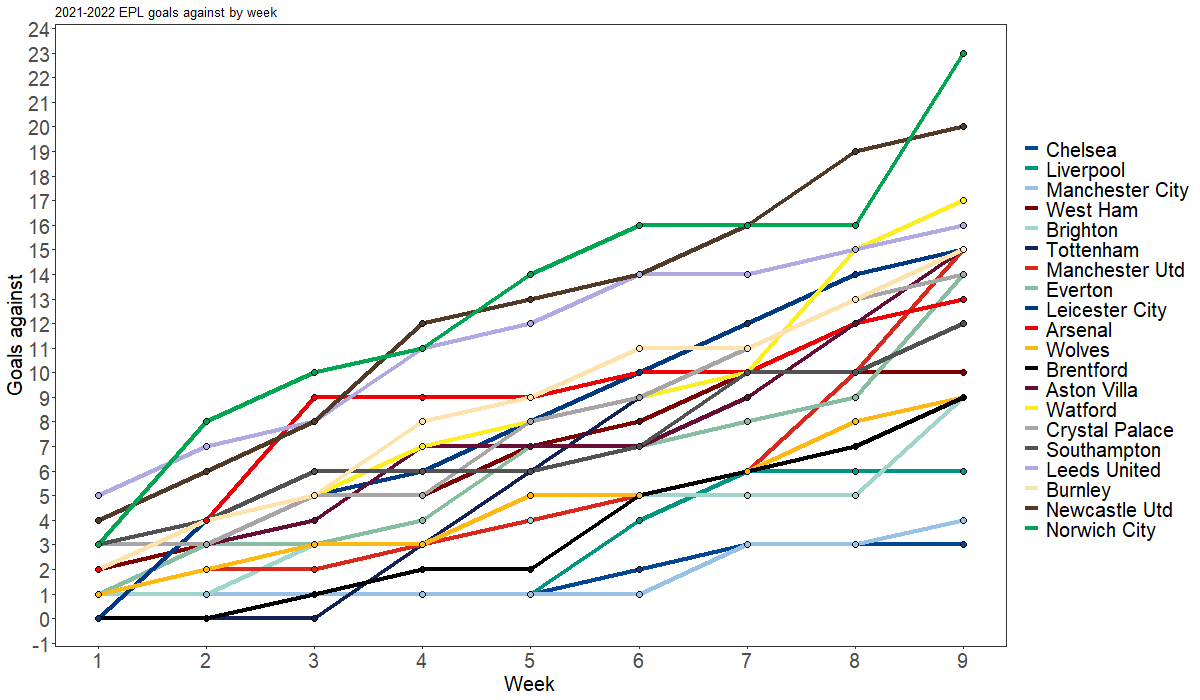 2021-2022 EPL goals against by week
Goals against
24
23
22
21
20
19
18
17
16
15
14
13
12
11
10
9
8
7
6
5
4
3
2
1
0
-1
1 2 3 4 5 6 7 8 9
Week
Chelsea
Liverpool
Manchester City
West Ham
Brighton
Tottenham
Manchester Utd
Everton
Leicester City
Arsenal
Wolves
Brentford
Aston Villa
Watford
Crystal Palace
Southampton
Leeds United
Burnley
Newcastle Utd
Norwich City